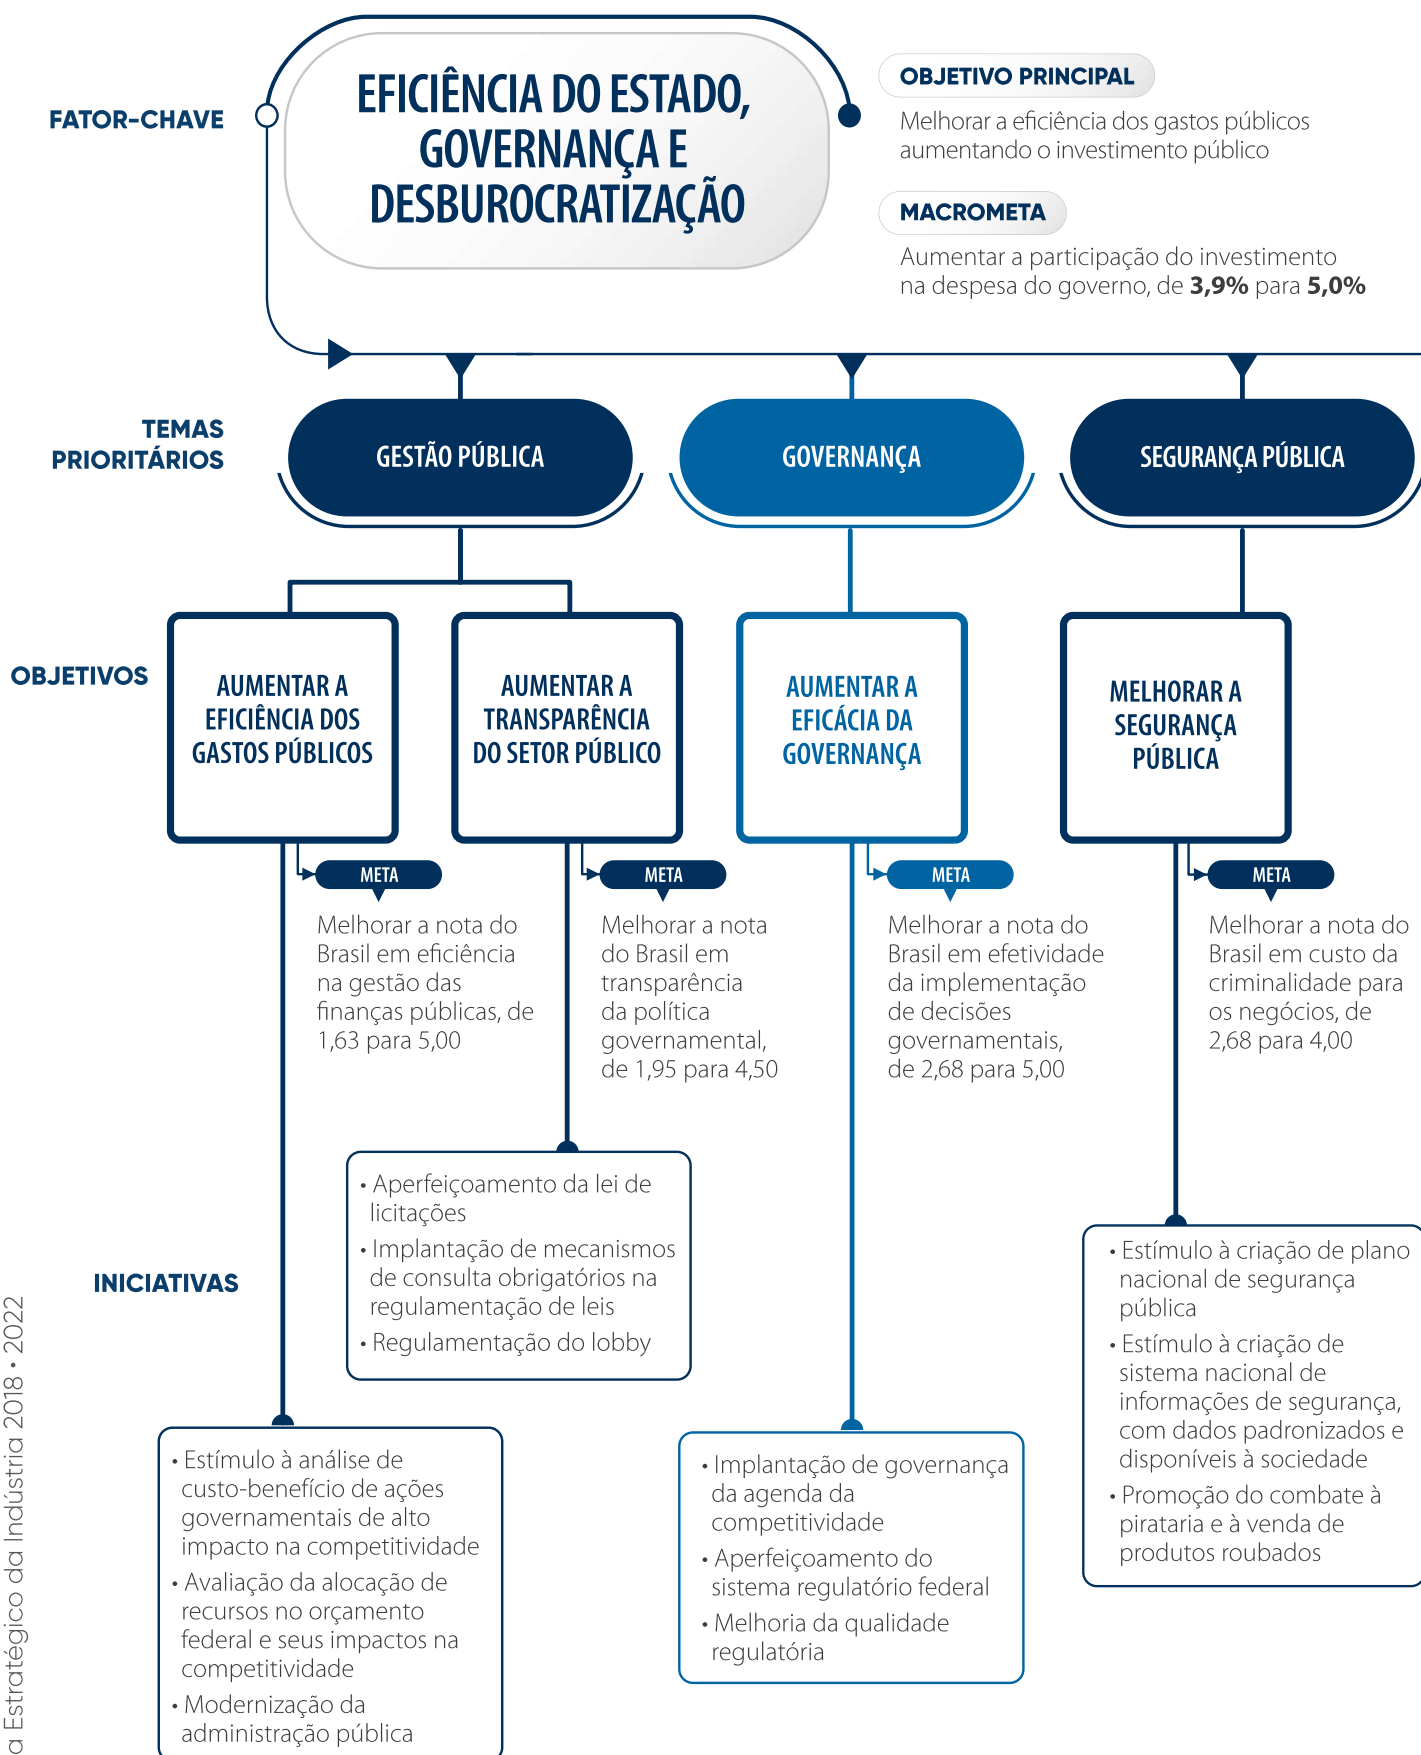 FATOR-CHAVE
EFICIÊNCIA DO ESTADO,
GOVERNANÇA E
DESBUROCRATIZAÇÃO
OBJETIVO PRINCIPAL
Melhorar a eficiência dos gastos públicos
aumentando o investimento público
MACROMETA
Aumentar a participação do investimento
na despesa do governo, de 3,9% para 5,0%
TEMAS
PRIORITÁRIOS
GESTÃO PÚBLICA
GOVERNANÇA
SEGURANÇA PÚBLICA
OBJETIVOS
AUMENTAR A
EFICIÊNCIA DOS
GASTOS PÚBLICOS
AUMENTAR A
TRANSPARÊNCIA
DO SETOR PÚBLICO
AUMENTAR A
EFICÁCIA DA
GOVERNANÇA
MELHORAR A
SEGURANÇA
PÚBLICA
META
Melhorar a nota do
Brasil em eficiência
na gestão das
finanças públicas, de
1,63 para 5,00
META
Melhorar a nota
do Brasil em
transparência
da política
governamental,
de 1,95 para 4,50
META
Melhorar a nota do
Brasil em efetividade
da implementação
de decisões
governamentais,
de 2,68 para 5,00
META
Melhorar a nota do
Brasil em custo da
criminalidade para
os negócios, de
2,68 para 4,00
INICIATIVAS
• Estímulo à análise de
custo-benefício de ações
governamentais de alto
impacto na competitividade
• Avaliação da alocação de
recursos no orçamento
federal e seus impactos na
competitividade
• Modernização da
administração pública
• Aperfeiçoamento da lei de
licitações
• Implantação de mecanismos
de consulta obrigatórios na
regulamentação de leis
• Regulamentação do lobby
• Implantação de governança
da agenda da
competitividade
• Aperfeiçoamento do
sistema regulatório federal
• Melhoria da qualidade
regulatória
• Estímulo à criação de plano
nacional de segurança
pública
• Estímulo à criação de
sistema nacional de
informações de segurança,
com dados padronizados e
disponíveis à sociedade
• Promoção do combate à
pirataria e à venda de
produtos roubados
a Estratégico da Indústria 2018 • 2022